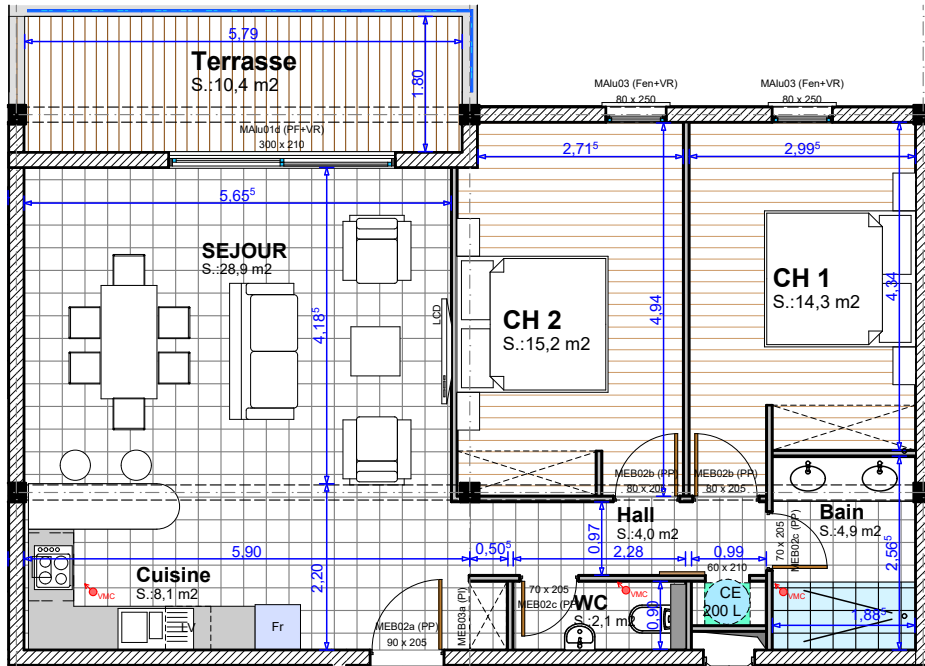 5,79
Terrasse
S.:10,4 m2
1.80
MAlu03 (Fen+VR)
80 x 250
MAlu03 (Fen+VR)
80 x 250
MAlu01d (PF+VR)
300 x 210
2,71⁵
2,99⁵
5,65⁵
SEJOUR
S.:28,9 m2
4,18⁵
LCD
CH 2
S.:15,2 m2
4,94
CH 1
S.:14,3 m2
4,34
MEB02b (PP)
80 x 205
MEB02b (PP)
80 x 205
Hall
S.:4,0 m2
Bain
S.:4,9 m2
70 x 205
MEB02c (PP)
2,56⁵
5,90
0,50⁵
0,97
2.28
0,99
60 x 210
2,20
Cuisine
S.:8,1 m2
VMC
LV
Fr
MEB02a (PP)
90 x 205
MEB03a (PI)
70 x 205
MEB02c (PP)
WC
S.:2,1 m2
VMC
0,90
CE
200 L
VMC
1,88⁵